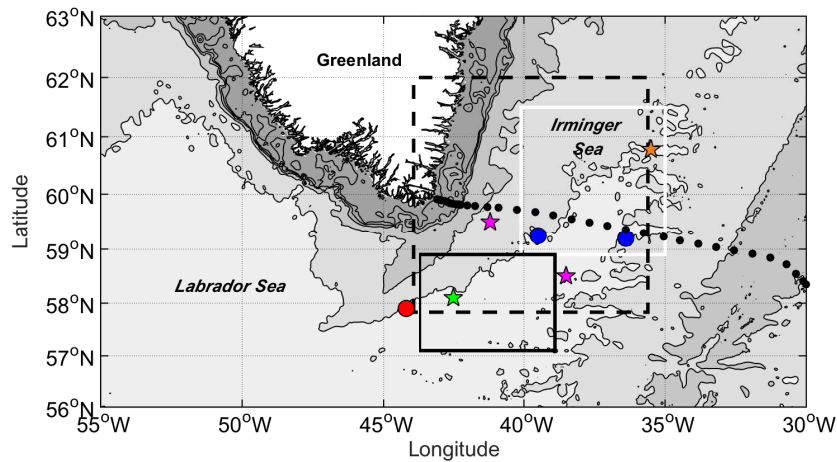 63°N
Greenland
62°N
Irminger
Sea
61°N
60°N
Latitude
59°N
Labrador Sea
58°N
57°N
56°N
55°W 50°W 45°W 40°W 35°W 30°W
Longitude